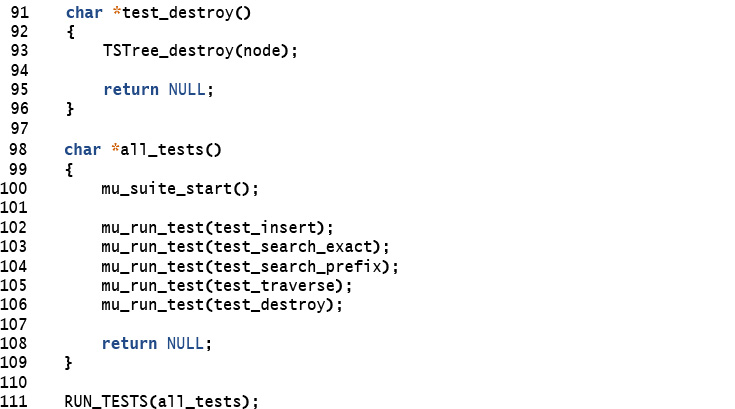 91    char *test_destroy()
92    {
93        TSTree_destroy(node);
94
95        return NULL;
96    }
97
98    char *all_tests()
99    {
100        mu_suite_start();
101
102        mu_run_test(test_insert);
103        mu_run_test(test_search_exact);
104        mu_run_test(test_search_prefix);
105        mu_run_test(test_traverse);
106        mu_run_test(test_destroy);
107
108        return NULL;
109    }
110
111    RUN_TESTS(all_tests);